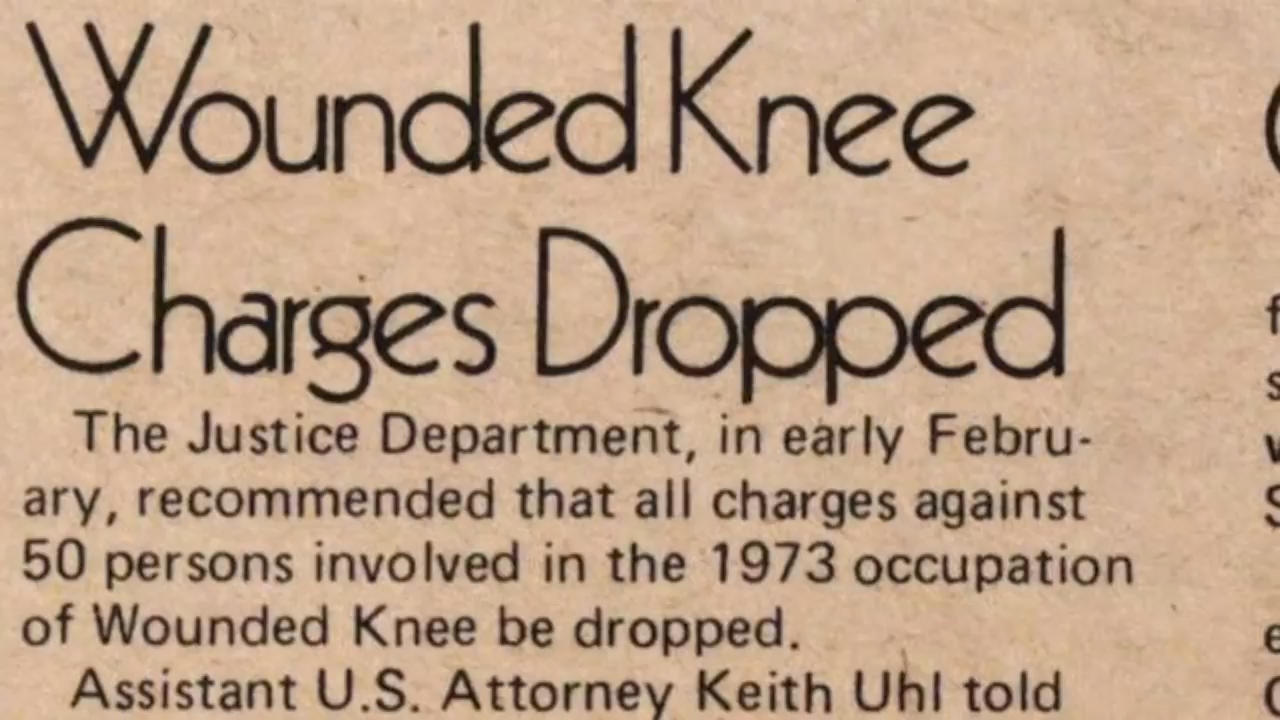 Wounded Knee
Charges Dropped
The Justice Department, in early Febru-
ary, recommended that all charges against
50 persons involved in the 1973 occupation
of Wounded Knee be dropped.
Assistant U.S. Attorney Keith Uhl told